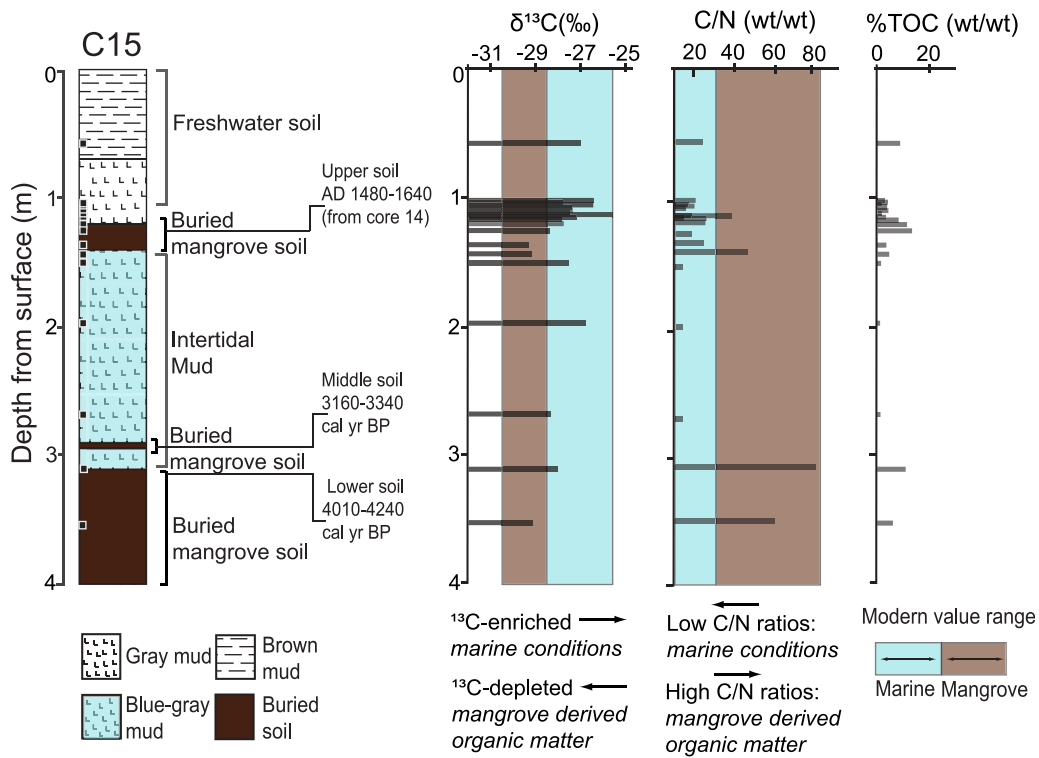 C15
δ¹³C(‰)
C/N (wt/wt)
%TOC (wt/wt)
-31 -29 -27 -25
20 40 60 80
0 20
Depth from surface (m)
0
1
2
3
4
0
1
2
3
4
Freshwater soil
Upper soil
AD 1480-1640
(from core 14)
Buried
mangrove soil
Intertidal
Mud
Middle soil
3160-3340
cal yr BP
Buried
mangrove soil
Lower soil
4010-4240
cal yr BP
Buried
mangrove soil
Gray mud
Brown
mud
Blue-gray
mud
Buried
soil
¹³C-enriched
marine conditions
¹³C-depleted
mangrove derived
organic matter
Low C/N ratios:
marine conditions
High C/N ratios:
mangrove derived
organic matter
Modern value range
Marine Mangrove